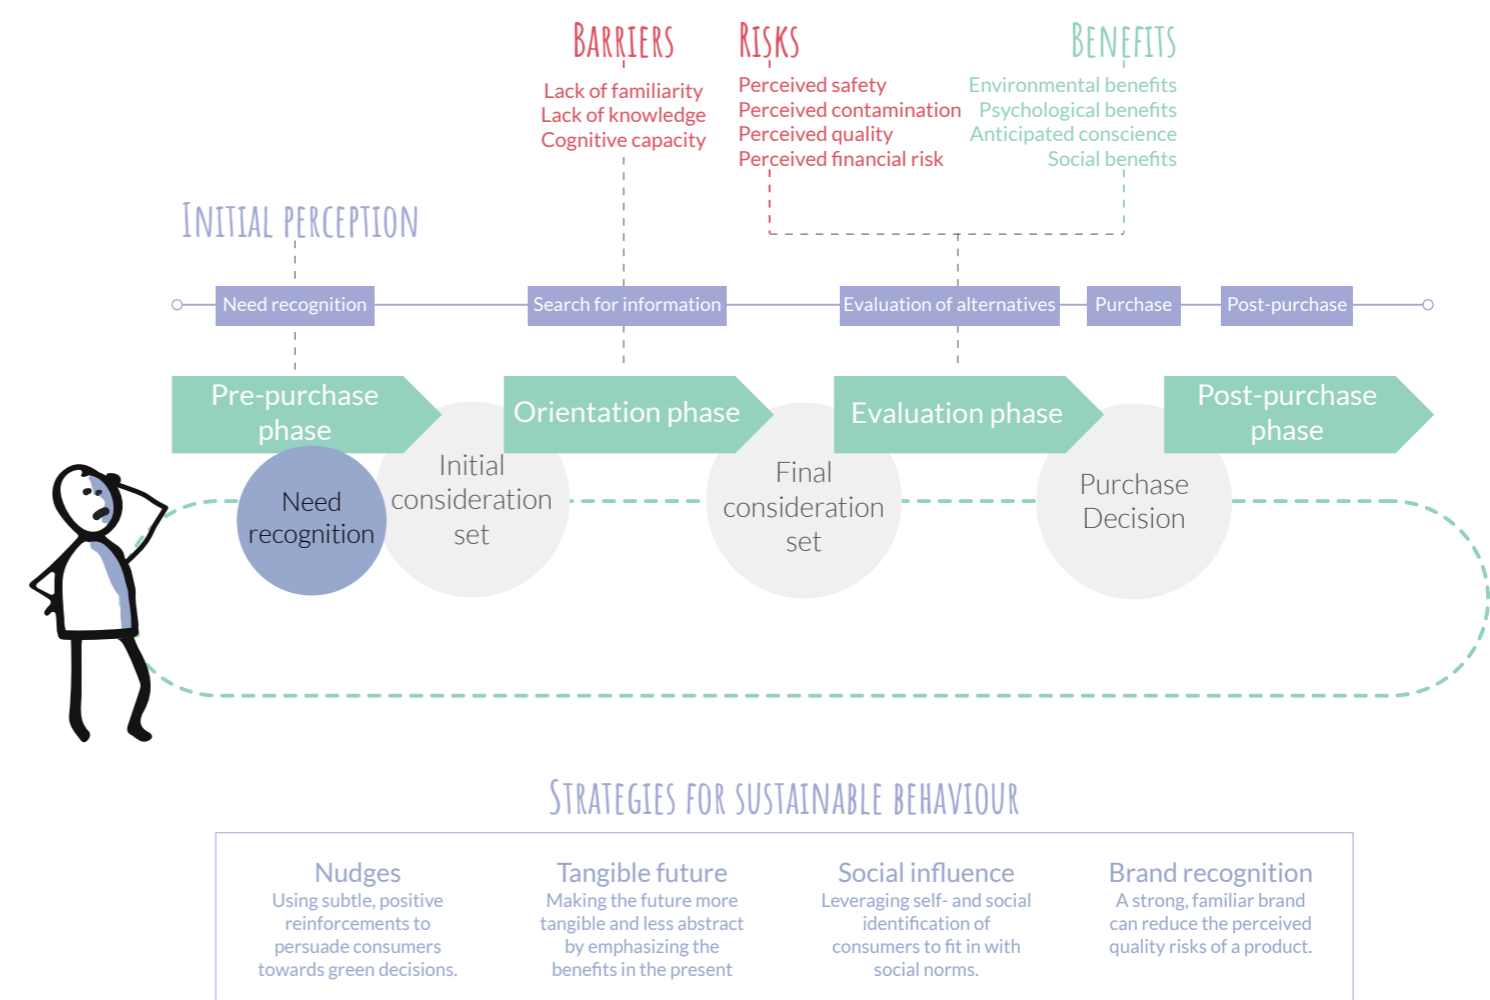 BARRIERS
Lack of familiarity
Lack of knowledge
Cognitive capacity
RISKS
Perceived safety
Perceived contamination
Perceived quality
Perceived financial risk
BENEFITS
Environmental benefits
Psychological benefits
Anticipated conscience
Social benefits
INITIAL PERCEPTION
Need recognition
Search for information
Evaluation of alternatives
Purchase
Post-purchase
Pre-purchase
phase
Orientation phase
Evaluation phase
Post-purchase
phase
Need
recognition
Initial
consideration
set
Final
consideration
set
Purchase
Decision
STRATEGIES FOR SUSTAINABLE BEHAVIOUR
Nudges
Using subtle, positive
reinforcements to
persuade consumers
towards green decisions.
Tangible future
Making the future more
tangible and less abstract
by emphasizing the
benefits in the present
Social influence
Leveraging self- and social
identification of
consumers to fit in with
social norms.
Brand recognition
A strong, familiar brand
can reduce the perceived
quality risks of a product.